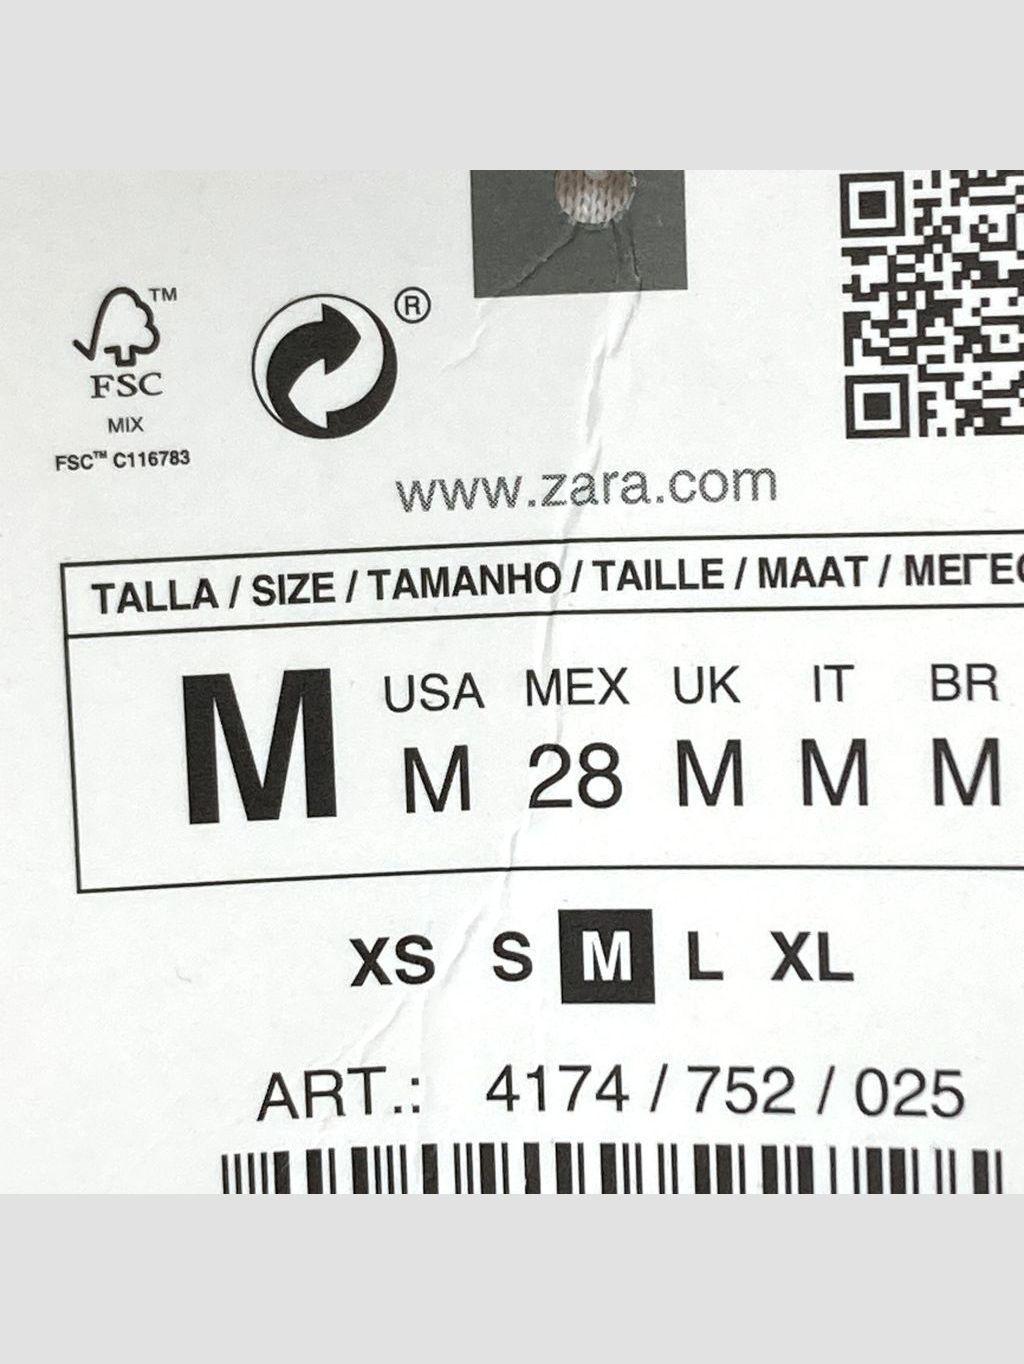 TM
FSC
MIX
FSC™ C116783
®
www.zara.com
TALLA / SIZE / TAMANHO / TAILLE / MAAT /
USA MEX UK IT BR
M M 28 M M M
XS S M L XL
ART.: 4174 / 752 / 025